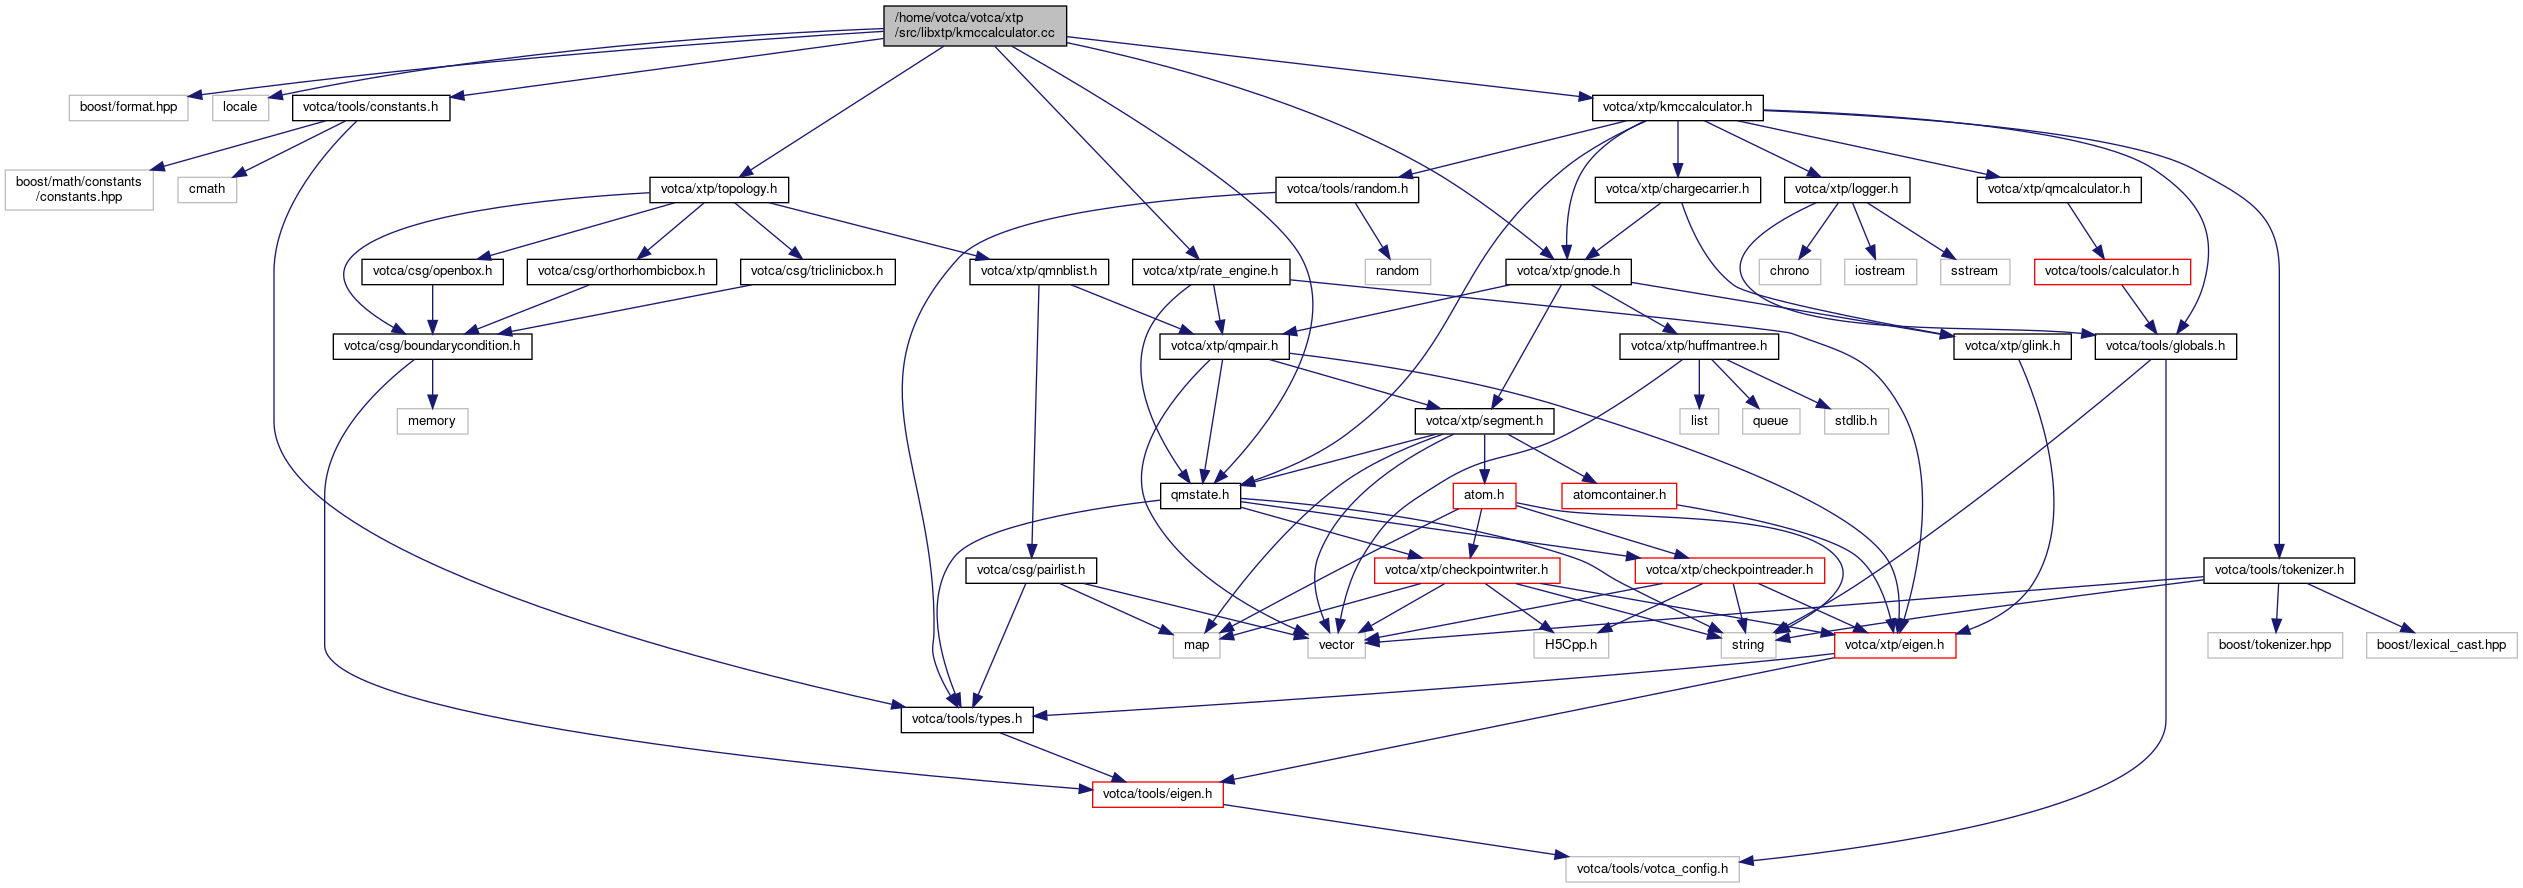 /home/votca/votca/xtp
/src/libxtp/kmccalculator.cc
boost/format.hpp
locale
votca/tools/constants.h
votca/xtp/kmccalculator.h
boost/math/constants
/constants.hpp
cmath
votca/xtp/topology.h
votca/tools/random.h
votca/xtp/chargecarrier.h
votca/xtp/logger.h
votca/xtp/qmcalculator.h
votca/csg/openbox.h
votca/csg/orthorhombicbox.h
votca/csg/triclinicbox.h
votca/xtp/qmnblist.h
votca/xtp/rate_engine.h
random
votca/xtp/gnode.h
chrono
iostream
sstream
votca/tools/calculator.h
votca/csg/boundarycondition.h
votca/xtp/qmpair.h
votca/xtp/huffmantree.h
votca/xtp/glink.h
votca/tools/globals.h
memory
votca/xtp/segment.h
list
queue
stdlib.h
qmstate.h
atom.h
atomcontainer.h
votca/csg/pairlist.h
votca/xtp/checkpointwriter.h
votca/xtp/checkpointreader.h
votca/tools/tokenizer.h
map
vector
H5Cpp.h
string
votca/xtp/eigen.h
boost/tokenizer.hpp
boost/lexical_cast.hpp
votca/tools/types.h
votca/tools/eigen.h
votca/tools/votca_config.h